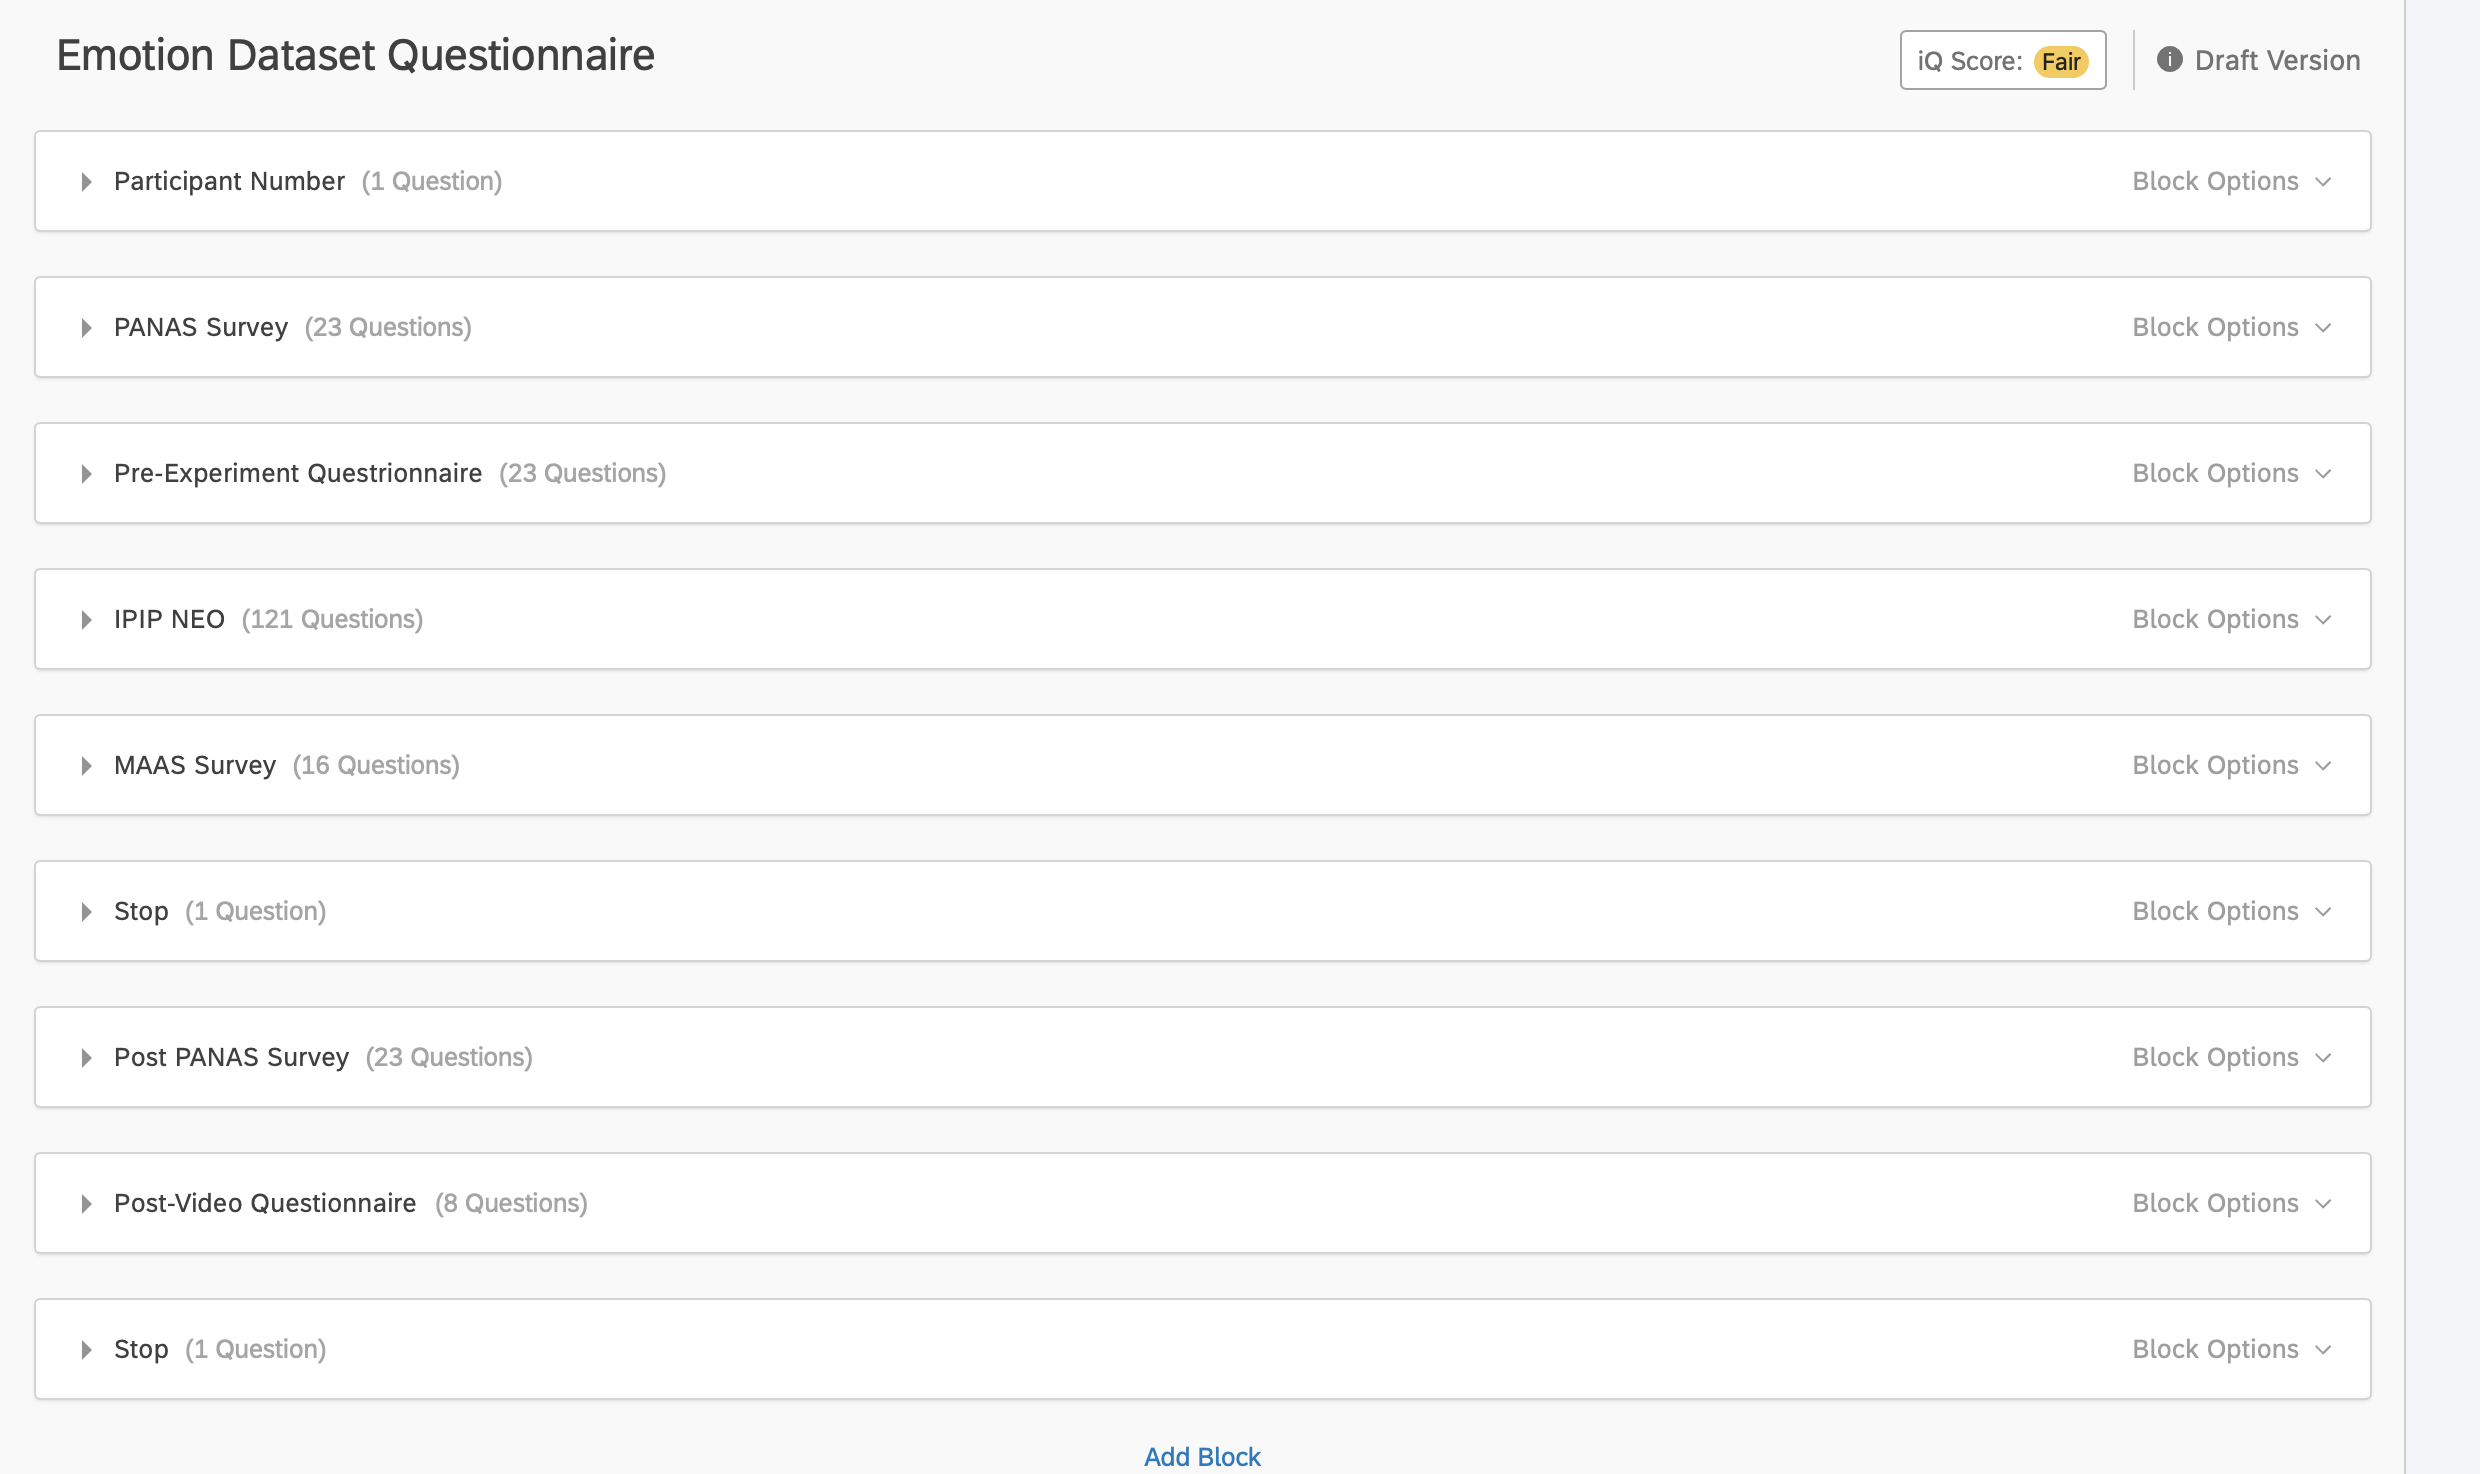 Emotion Dataset Questionnaire
iQ Score: Fair
Draft Version
Participant Number (1 Question) Block Options
PANAS Survey (23 Questions) Block Options
Pre-Experiment Questrionnaire (23 Questions) Block Options
IPIP NEO (121 Questions) Block Options
MAAS Survey (16 Questions) Block Options
Stop (1 Question) Block Options
Post PANAS Survey (23 Questions) Block Options
Post-Video Questionnaire (8 Questions) Block Options
Stop (1 Question) Block Options
Add Block